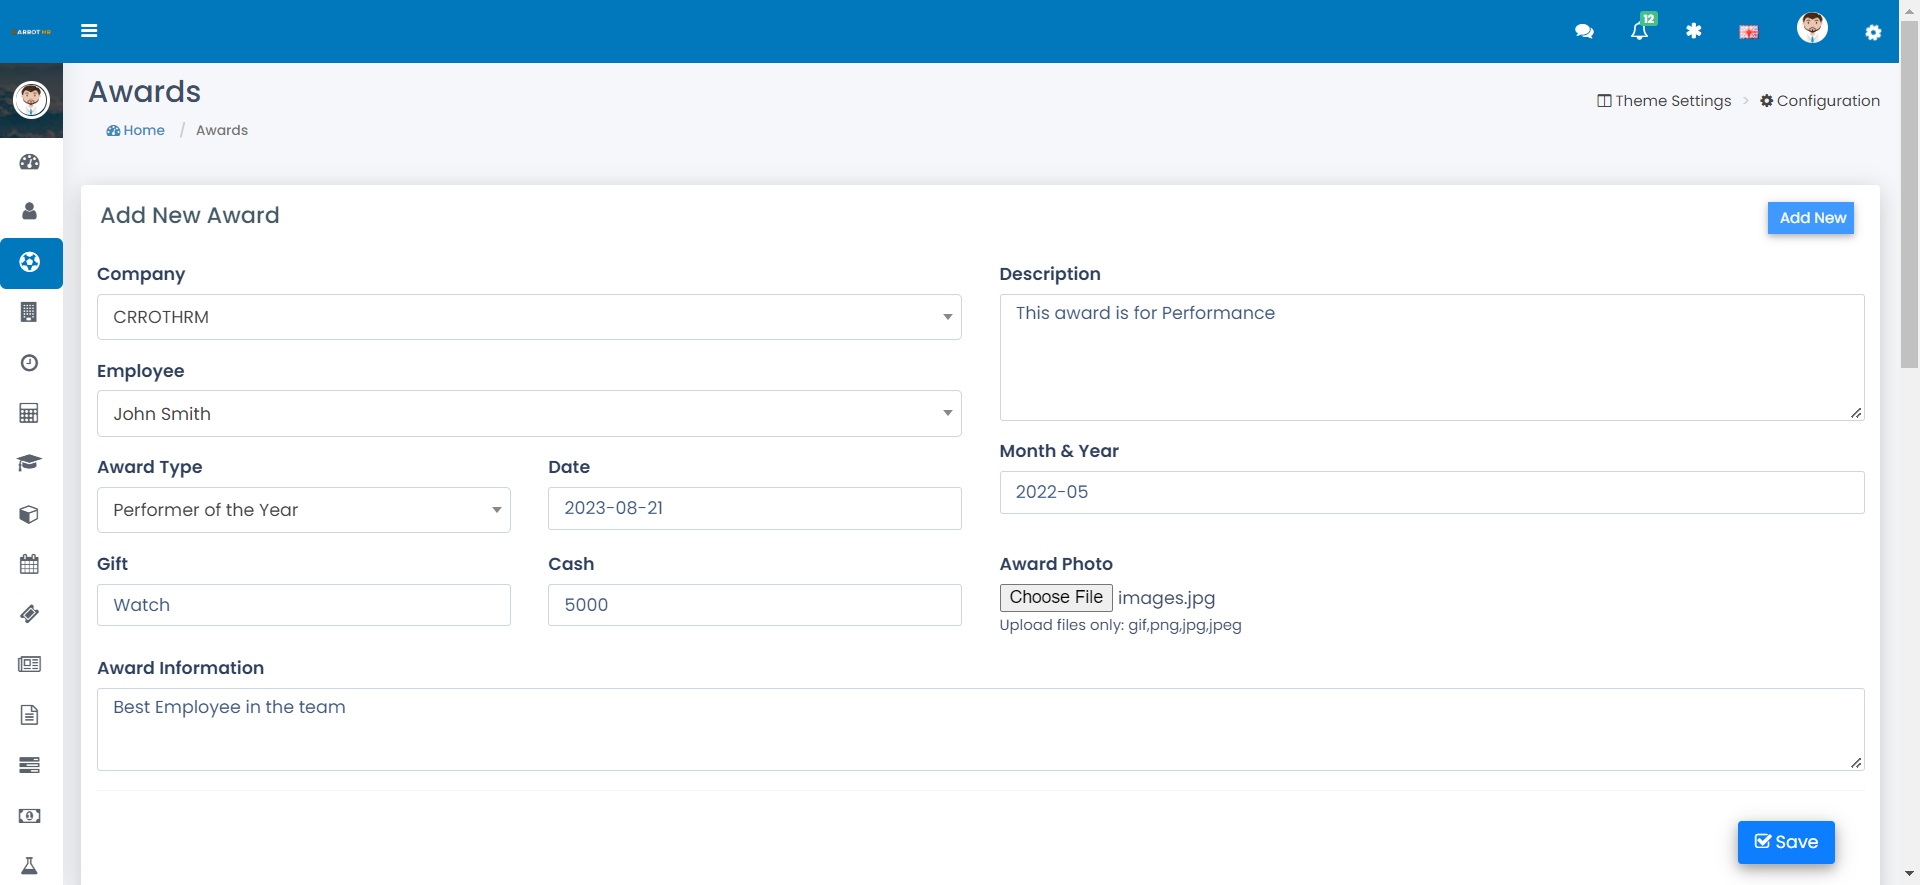 ARROT HR
12
Awards
Theme Settings > Configuration
Home / Awards
Add New Award
Add New
Company
CRROTHRM
Employee
John Smith
Award Type
Performer of the Year
Date
2023-08-21
Gift
Watch
Cash
5000
Description
This award is for Performance
Month & Year
2022-05
Award Photo
Choose File images.jpg
Upload files only: gif,png,jpg,jpeg
Award Information
Best Employee in the team
Save